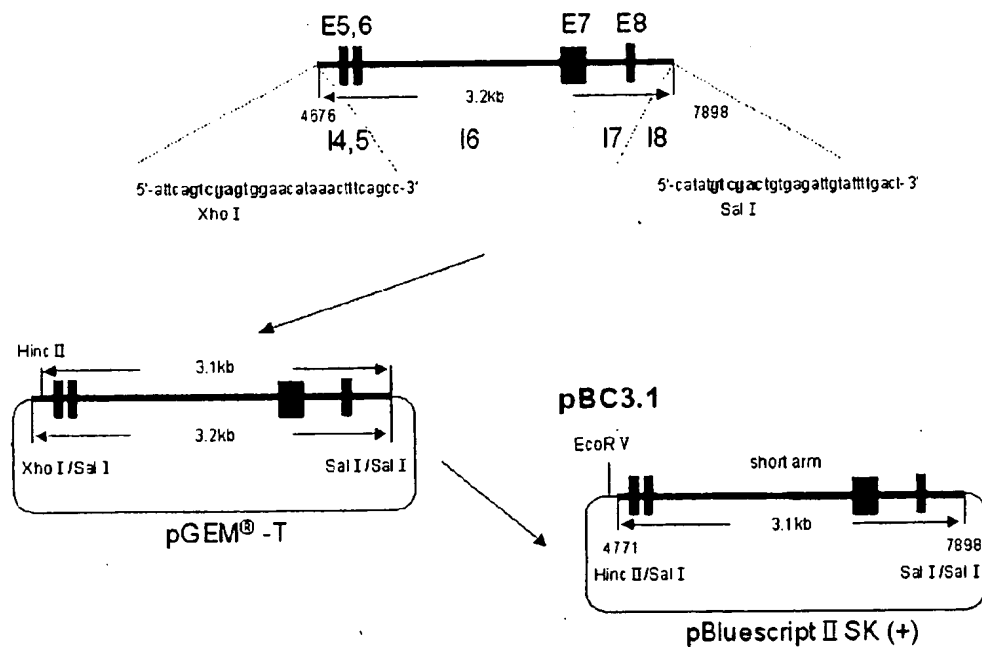 E5,6 E7 E8
3.2kb
4676 7898
I4,5 I6 I7 I8
5'-attcagtcgagtggaacataaactttcagcc-3' 5'-catatgtcgactgtgagattgtattttgact-3'
Xho I Sal I
Hinc II
3.1kb
3.2kb
Xho I/Sal I Sal I/Sal I
pGEM® -T
pBC3.1
EcoR V
short arm
3.1kb
4771 7898
Hinc II/Sal I Sal I/Sal I
pBluescript II SK (+)